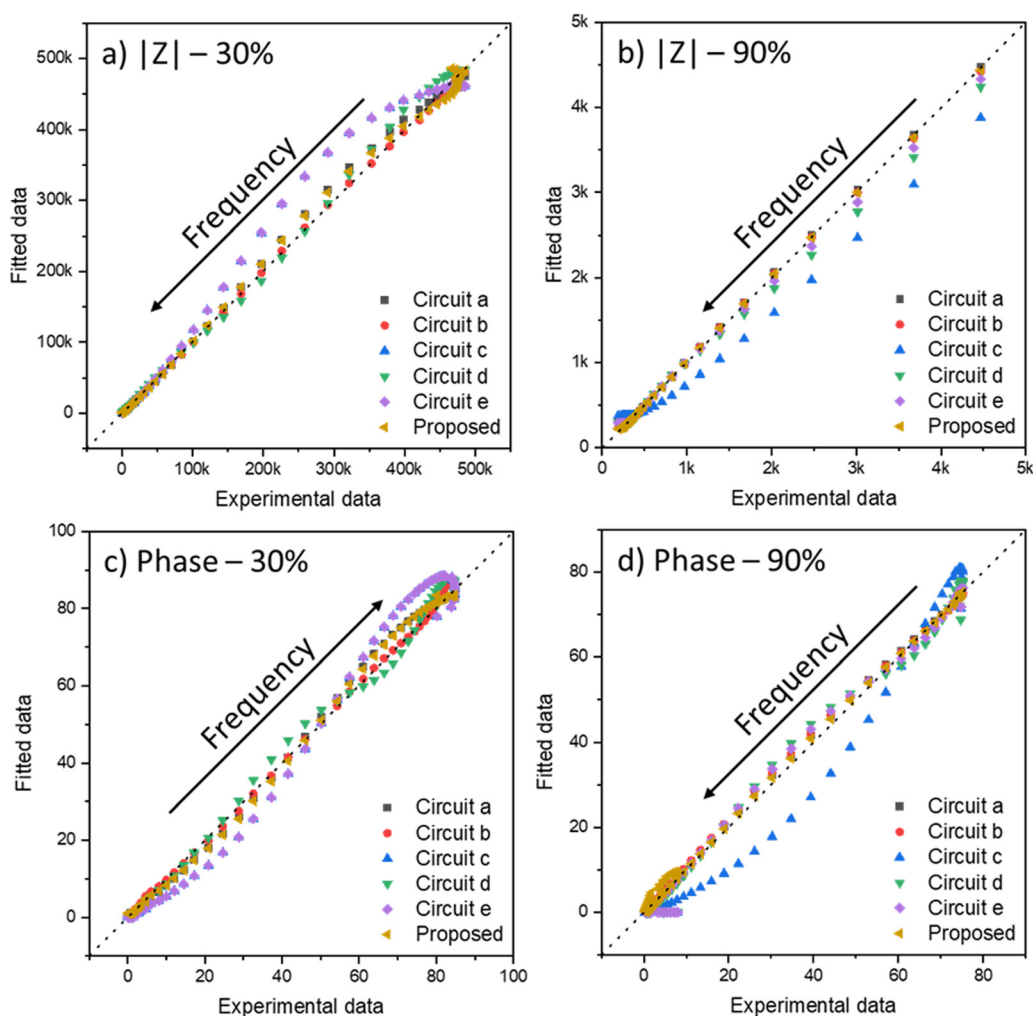 a) |Z| – 30%
500k
400k
300k
200k
100k
0
Fitted data
Frequency
Circuit a
Circuit b
Circuit c
Circuit d
Circuit e
Proposed
0 100k 200k 300k 400k 500k
Experimental data
b) |Z| – 90%
5k
4k
3k
2k
1k
0
Fitted data
Frequency
Circuit a
Circuit b
Circuit c
Circuit d
Circuit e
Proposed
0 1k 2k 3k 4k 5k
Experimental data
c) Phase – 30%
100
80
60
40
20
0
Fitted data
Frequency
Circuit a
Circuit b
Circuit c
Circuit d
Circuit e
Proposed
0 20 40 60 80 100
Experimental data
d) Phase – 90%
80
60
40
20
0
Fitted data
Frequency
Circuit a
Circuit b
Circuit c
Circuit d
Circuit e
Proposed
0 20 40 60 80
Experimental data